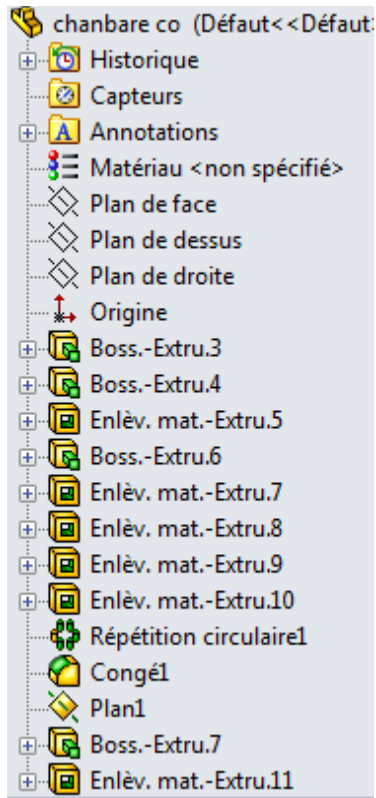 chanbare co (Défaut<<Défaut>
Historique
Capteurs
Annotations
Matériau <non spécifié>
Plan de face
Plan de dessus
Plan de droite
Origine
Boss.-Extru.3
Boss.-Extru.4
Enlèv. mat.-Extru.5
Boss.-Extru.6
Enlèv. mat.-Extru.7
Enlèv. mat.-Extru.8
Enlèv. mat.-Extru.9
Enlèv. mat.-Extru.10
Répétition circulaire1
Congé1
Plan1
Boss.-Extru.7
Enlèv. mat.-Extru.11